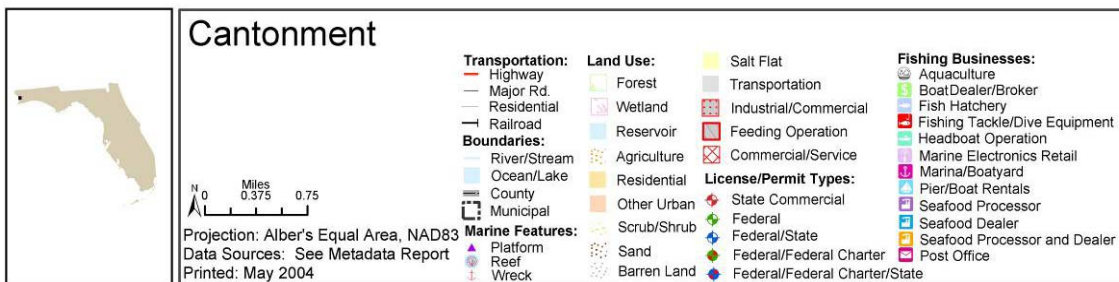 Cantonment
N
Miles
0 0.375 0.75
Projection: Alber's Equal Area, NAD83
Data Sources: See Metadata Report
Printed: May 2004
Transportation:
Highway
Major Rd.
Residential
Railroad
Boundaries:
River/Stream
Ocean/Lake
County
Municipal
Marine Features:
Platform
Reef
Wreck
Land Use:
Forest
Wetland
Reservoir
Agriculture
Residential
Other Urban
Scrub/Shrub
Sand
Barren Land
Salt Flat
Transportation
Industrial/Commercial
Feeding Operation
Commercial/Service
License/Permit Types:
State Commercial
Federal
Federal/State
Federal/Federal Charter
Federal/Federal Charter/State
Fishing Businesses:
Aquaculture
BoatDealer/Broker
Fish Hatchery
Fishing Tackle/Dive Equipment
Headboat Operation
Marine Electronics Retail
Marina/Boatyard
Pier/Boat Rentals
Seafood Processor
Seafood Dealer
Seafood Processor and Dealer
Post Office